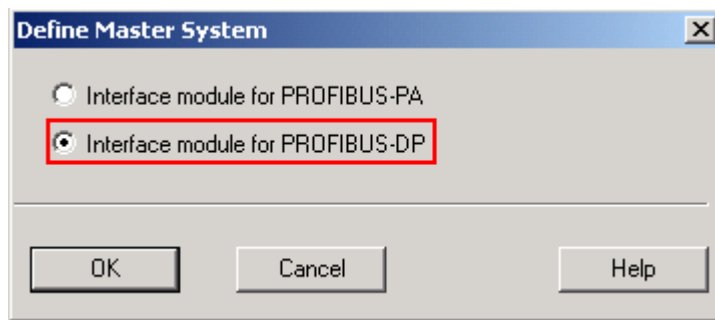 Define Master System
Interface module for PROFIBUS-PA
Interface module for PROFIBUS-DP
OK Cancel Help